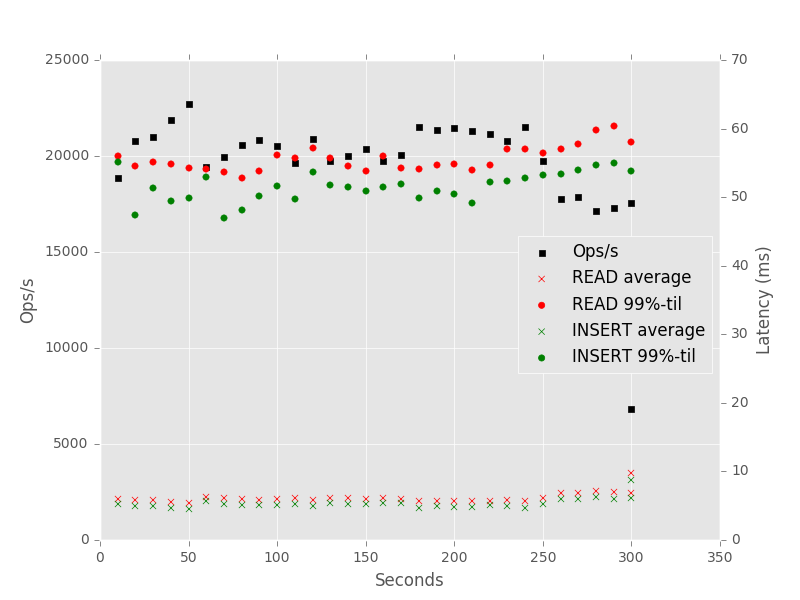 25000
20000
15000
10000
5000
0
Ops/s
0
50
100
150
200
250
300
350
Seconds
70
60
50
40
30
20
10
0
Latency (ms)
Ops/s
READ average
READ 99%-til
INSERT average
INSERT 99%-til